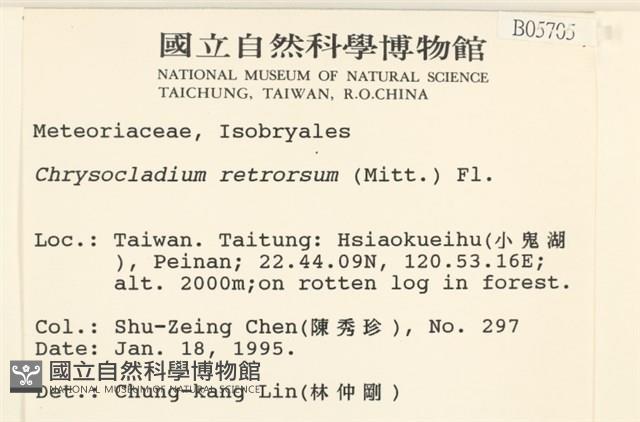 B05705
國立自然科學博物館
NATIONAL MUSEUM OF NATURAL SCIENCE
TAICHUNG, TAIWAN, R.O.CHINA
Meteoriaceae, Isobryales
Chrysocladium retrorsum (Mitt.) Fl.
Loc.: Taiwan. Taitung: Hsiaokueihu(小鬼湖
), Peinan; 22.44.09N, 120.53.16E;
alt. 2000m;on rotten log in forest.
Col.: Shu-Zeing Chen(陳秀珍), No. 297
Date: Jan. 18, 1995.
國立自然科學博物館
NATIONAL MUSEUM OF NATURAL SCIENCE
Det.: Chung-kang Lin(林仲剛)